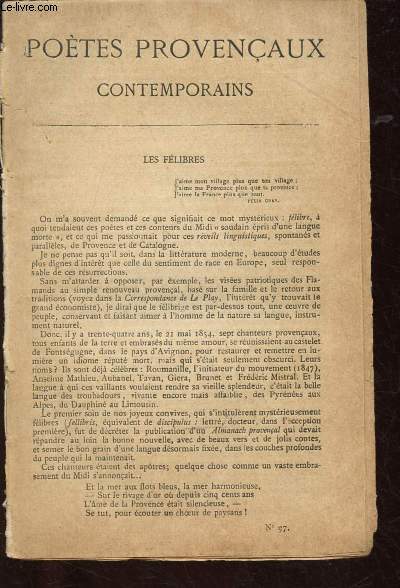 www.le-livre.com
POÈTES PROVENÇAUX
CONTEMPORAINS
LES FÉLIBRES
J'aime mon village plus que ton village ;
J'aime ma Provence plus que ta province ;
J'aime la France plus que tout.
FÉLIX GRAS.
On m'a souvent demandé ce que signifiait ce mot mystérieux : félibre, à
quoi tendaient ces poètes et ces conteurs du Midi « soudain épris d'une langue
morte », et ce qui me passionnait pour ces réveils linguistiques, spontanés et
parallèles, de Provence et de Catalogne.
Je ne pense pas qu'il soit, dans la littérature moderne, beaucoup d'études
plus dignes d'intérêt que celle du sentiment de race en Europe, seul respon-
sable de ces résurrections.
Sans m'attarder à opposer, par exemple, les visées patriotiques des Fla-
mands au simple renouveau provençal, basé sur la famille et le retour aux
traditions (voyez dans la Correspondance de Le Play, l'intérêt qu'y trouvait le
grand économiste), je dirai que le félibrige est par-dessus tout, une œuvre de
peuple, conservant et faisant aimer à l'homme de la nature sa langue, instru-
ment naturel.
Donc, il y a trente-quatre ans, le 21 mai 1854, sept chanteurs provençaux,
tous enfants de la terre et embrasés du même amour, se réunissaient au castelet
de Fontségugne, dans le pays d'Avignon, pour restaurer et remettre en lu-
mière un idiome réputé mort, mais qui s'était seulement obscurci. Leurs
noms ? Ils sont déjà célèbres : Roumanille, l'initiateur du mouvement (1847),
Anselme Mathieu, Aubanel, Tavan, Giera, Brunet et Frédéric Mistral. Et la
langue à qui ces vaillants voulaient rendre sa vieille splendeur, c'était la belle
langue des troubadours, vivante encore mais affaiblie, des Pyrénées aux
Alpes, du Dauphiné au Limousin.
Le premier soin de nos joyeux convives, qui s'intitulèrent mystérieusement
félibres (fellibris, équivalent de discipulus : lettré, docteur, dans l'acception
première), fut de décréter la publication d'un Almanach provençal qui devait
répandre au loin la bonne nouvelle, avec de beaux vers et de jolis contes,
et semer le bon grain d'une langue désormais fixée, dans les couches profondes
du peuple qui la maintenait.
Ces chanteurs étaient des apôtres ; quelque chose comme un vaste embra-
sement du Midi s'annonçait...
Et la mer aux flots bleus, la mer harmonieuse,
— Sur le rivage d'or où depuis cinq cents ans
L'Ame de la Provence était silencieuse, —
Se tut, pour écouter un chœur de paysans !
N° 97.